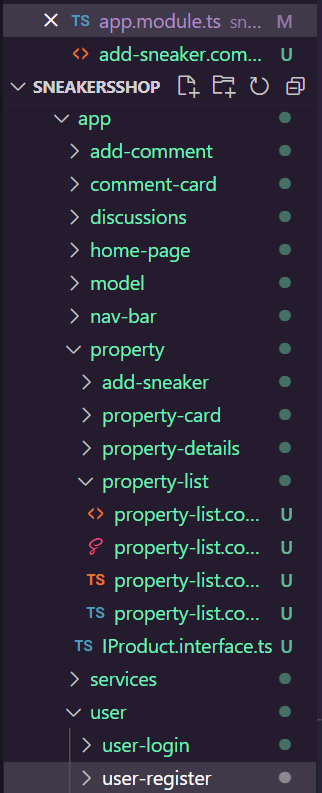 TS app.module.ts sn... M
<> add-sneaker.com... U
SNEAKERSSHOP
app
add-comment
comment-card
discussions
home-page
model
nav-bar
property
add-sneaker
property-card
property-details
property-list
<> property-list.co... U
property-list.co... U
TS property-list.co... U
TS property-list.co... U
TS IProduct.interface.ts U
services
user
user-login
user-register